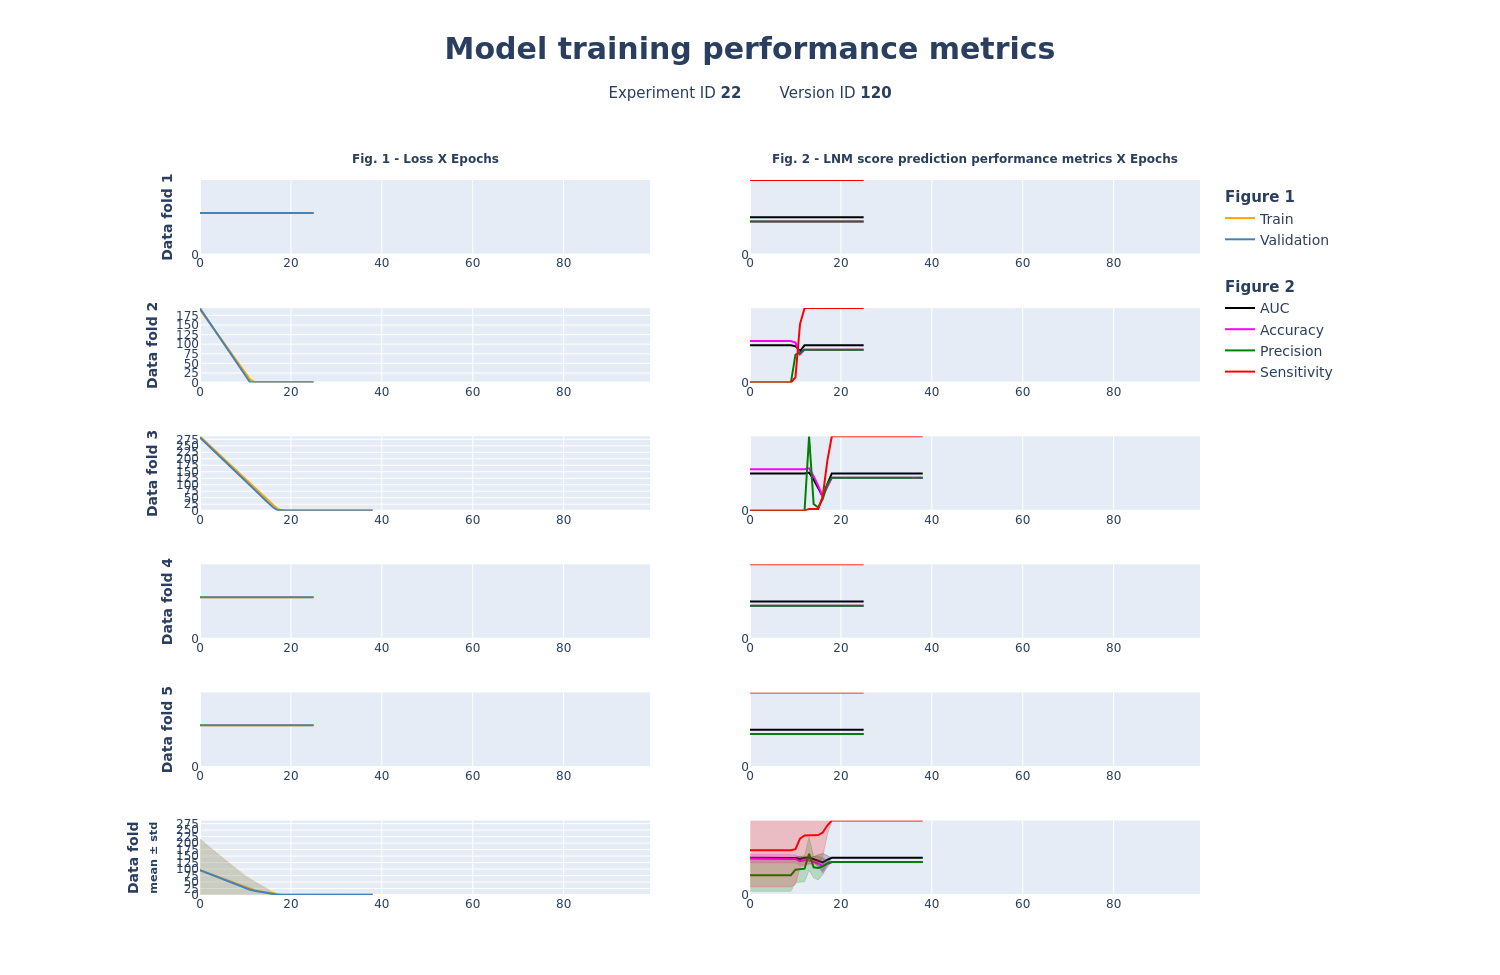 Model training performance metrics
Experiment ID 22 Version ID 120
Fig. 1 - Loss X Epochs
Fig. 2 - LNM score prediction performance metrics X Epochs
Data fold 1
0
0 20 40 60 80
0
0 20 40 60 80
Figure 1
Train
Validation
Figure 2
AUC
Accuracy
Precision
Sensitivity
Data fold 2
175
150
125
100
75
50
25
0
0 20 40 60 80
0
0 20 40 60 80
Data fold 3
275
250
225
200
175
150
125
100
75
50
25
0
0 20 40 60 80
0
0 20 40 60 80
Data fold 4
0
0 20 40 60 80
0
0 20 40 60 80
Data fold 5
0
0 20 40 60 80
0
0 20 40 60 80
Data fold
mean ± std
275
250
225
200
175
150
125
100
75
50
25
0
0 20 40 60 80
0
0 20 40 60 80